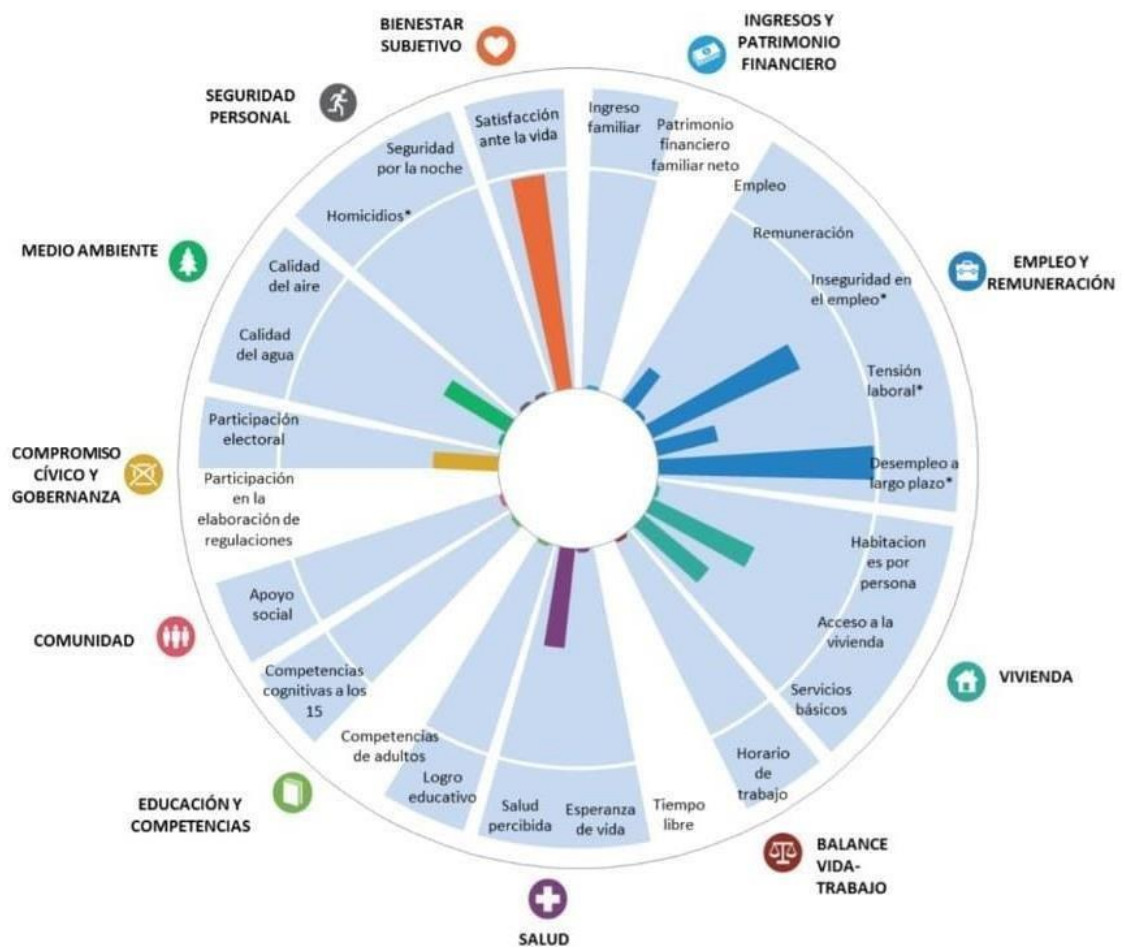 BIENESTAR
SUBJETIVO
INGRESOS Y
PATRIMONIO
FINANCIERO
SEGURIDAD
PERSONAL
Satisfacción
ante la vida
Ingreso
familiar
Patrimonio
financiero
familiar neto
Seguridad
por la noche
Homicidios*
Empleo
Remuneración
Inseguridad en
el empleo*
EMPLEO Y
REMUNERACIÓN
MEDIO AMBIENTE
Calidad
del aire
Calidad
del agua
Tensión
laboral*
Desempleo a
largo plazo*
COMPROMISO
CÍVICO Y
GOBERNANZA
Participación
electoral
Participación
en la
elaboración de
regulaciones
Habitacion
es por
persona
Acceso a la
vivienda
Servicios
básicos
VIVIENDA
COMUNIDAD
Apoyo
social
Competencias
cognitivas a los
15
Competencias
de adultos
Logro
educativo
EDUCACIÓN Y
COMPETENCIAS
Salud
percibida
Esperanza
de vida
Tiempo
libre
Horario
de
trabajo
BALANCE
VIDA-
TRABAJO
SALUD